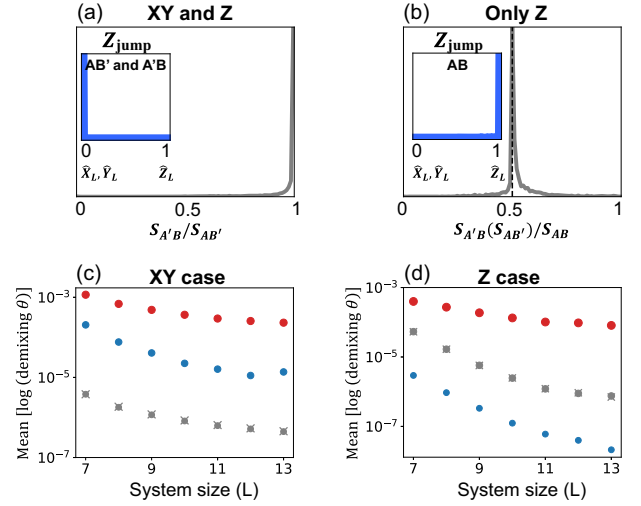 (a) XY and Z
Z_jump
AB' and A'B
0 1
X̂_L, Ŷ_L Ẑ_L
0 0.5 1
S_A'B/S_AB'
(b) Only Z
Z_jump
AB
0 1
X̂_L, Ŷ_L Ẑ_L
0 0.5 1
S_A'B(S_AB')/S_AB
(c) XY case
Mean [log (demixing θ)]
10^−3
10^−5
10^−7
7 9 11 13
System size (L)
(d) Z case
Mean [log (demixing θ)]
10^−3
10^−5
10^−7
7 9 11 13
System size (L)